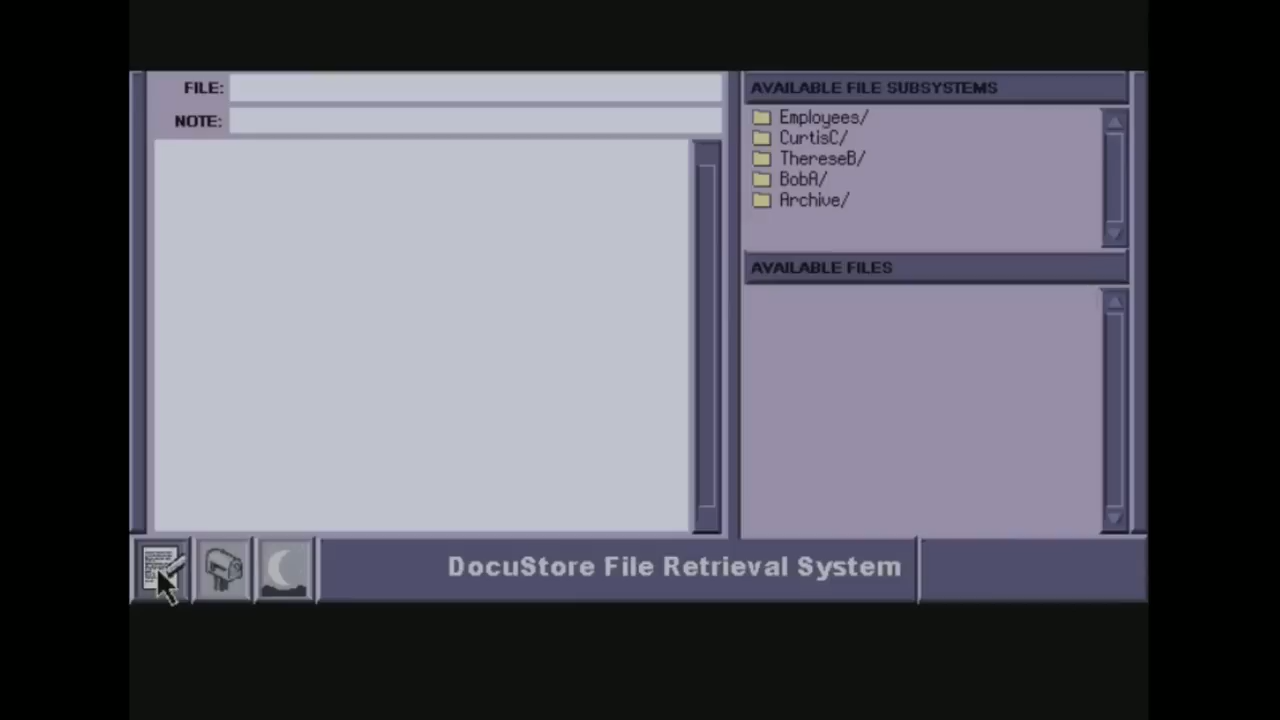 FILE:
NOTE:
AVAILABLE FILE SUBSYSTEMS
Employees/
CurtisC/
ThereseB/
BobA/
Archive/
AVAILABLE FILES
DocuStore File Retrieval System